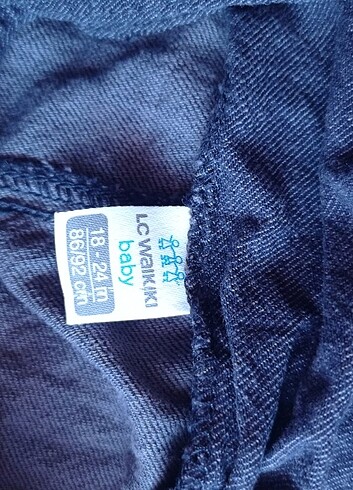 LC WAIKIKI
baby
18 - 24 m
86/92 cm